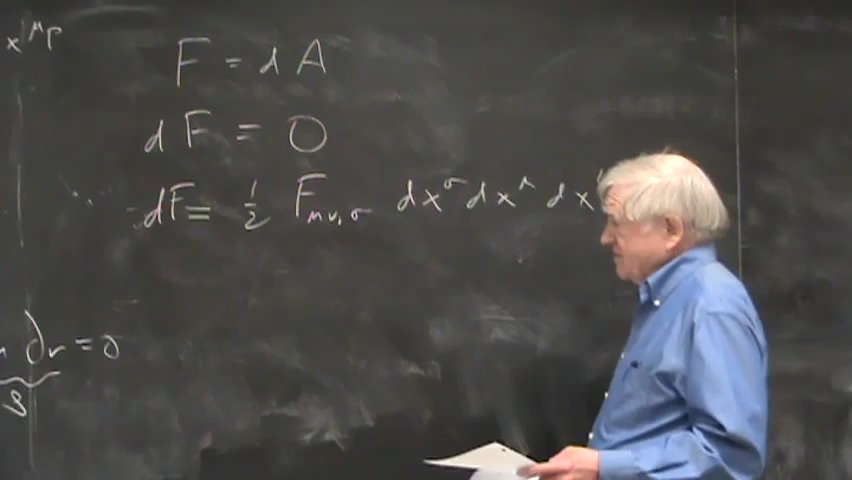 x^μρ
F = dA
dF = 0
dF = 1/2 F_μν,σ dx^σ dx^μ dx
∂ν = 0